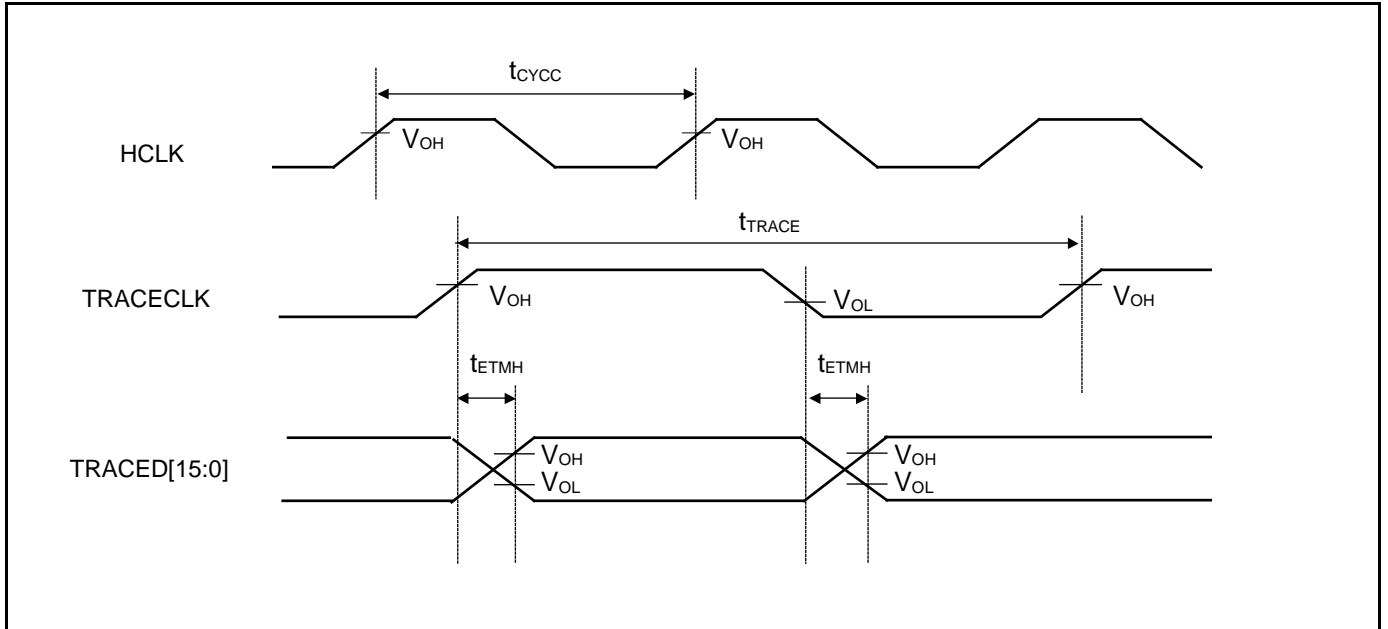 tCYCC
HCLK
VOH
VOH
tTRACE
TRACECLK
VOH
VOL
VOH
tETMH
tETMH
TRACED[15:0]
VOH
VOH
VOL
VOL